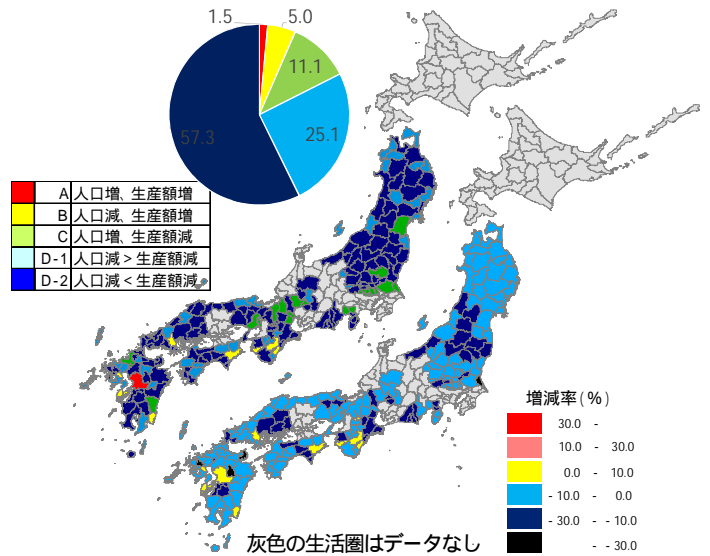 1.5
5.0
11.1
25.1
57.3
A 人口増、生産額増
B 人口減、生産額増
C 人口増、生産額減
D-1 人口減>生産額減
D-2 人口減<生産額減
増減率(%)
30.0 -
10.0 - 30.0
0.0 - 10.0
- 10.0 - 0.0
- 30.0 - - 10.0
- - 30.0
灰色の生活圏はデータなし